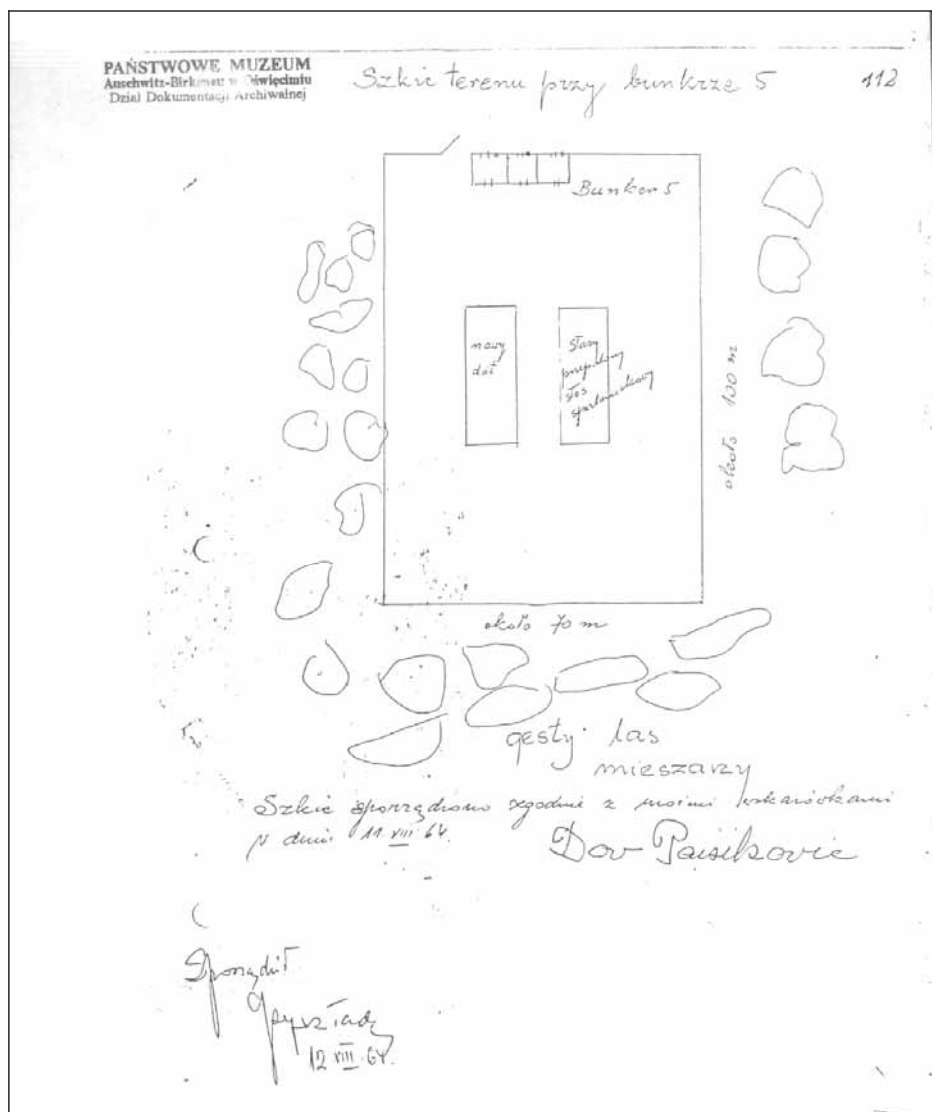 PAŃSTWOWE MUZEUM
Auschwitz-Birkenau w Oświęcimiu
Dział Dokumentacji Archiwalnej
Szkic terenu przy bunkrze 5
112
Bunker 5
nowy
dół
stary
stos
około 100 m
około 70 m
gęsty las
mieszany
Szkic sporządzono zgodnie z moimi wskazówkami
w dniu 11.VIII.64.
Dov Paisikovic
Sporządził
12 VIII 64.